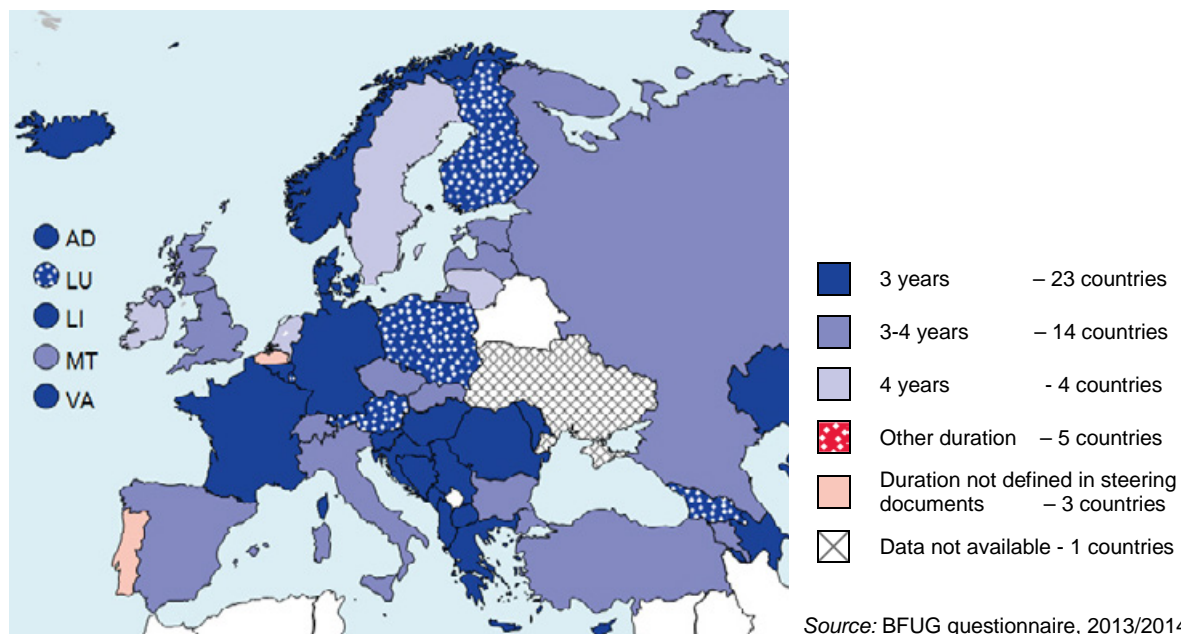 AD
LU
LI
MT
VA
3 years – 23 countries
3-4 years – 14 countries
4 years - 4 countries
Other duration – 5 countries
Duration not defined in steering
documents – 3 countries
Data not available - 1 countries
Source: BFUG questionnaire, 2013/2014